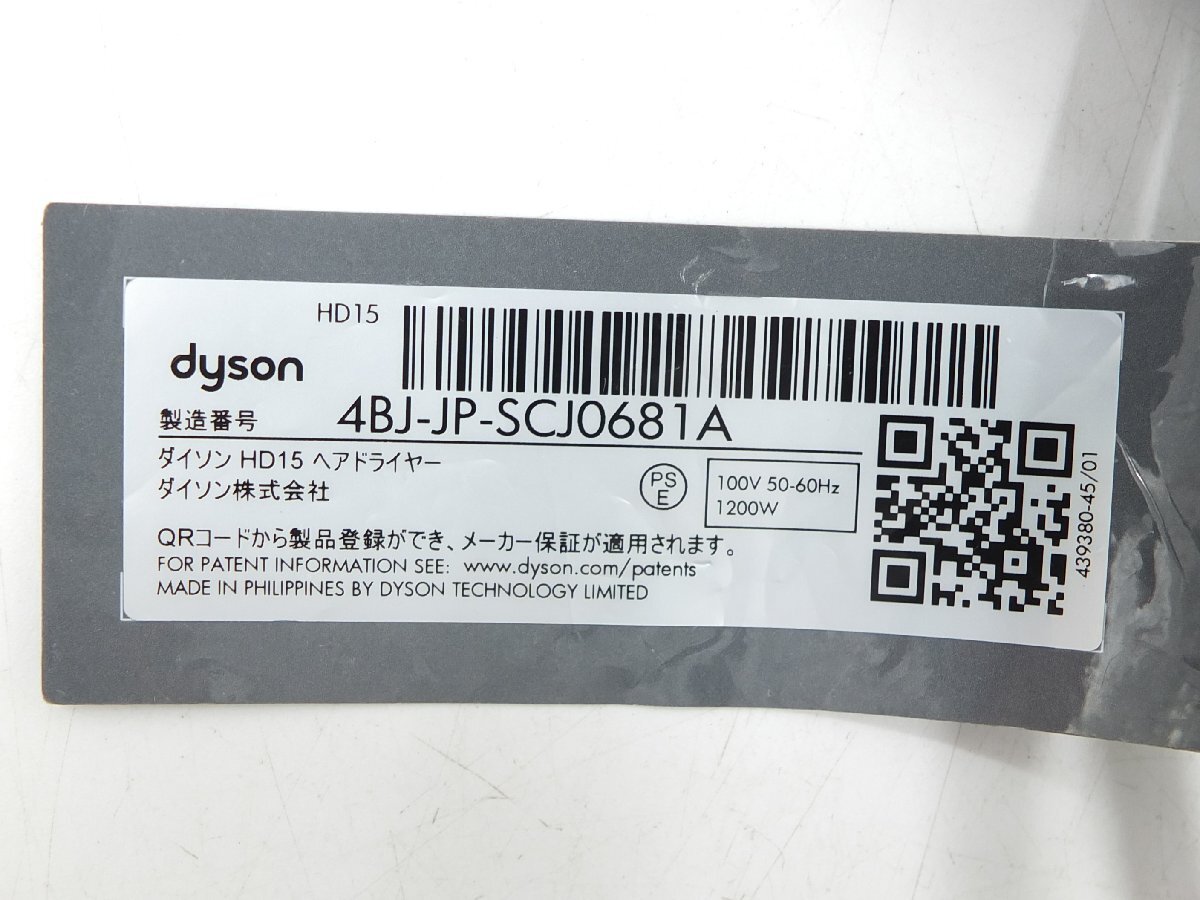 HD15
dyson
製造番号 4BJ-JP-SCJ0681A
ダイソン HD15 ヘアドライヤー
ダイソン株式会社
PS
E
100V 50-60Hz
1200W
QRコードから製品登録ができ、メーカー保証が適用されます。
FOR PATENT INFORMATION SEE: www.dyson.com/patents
MADE IN PHILIPPINES BY DYSON TECHNOLOGY LIMITED
439380-45/01